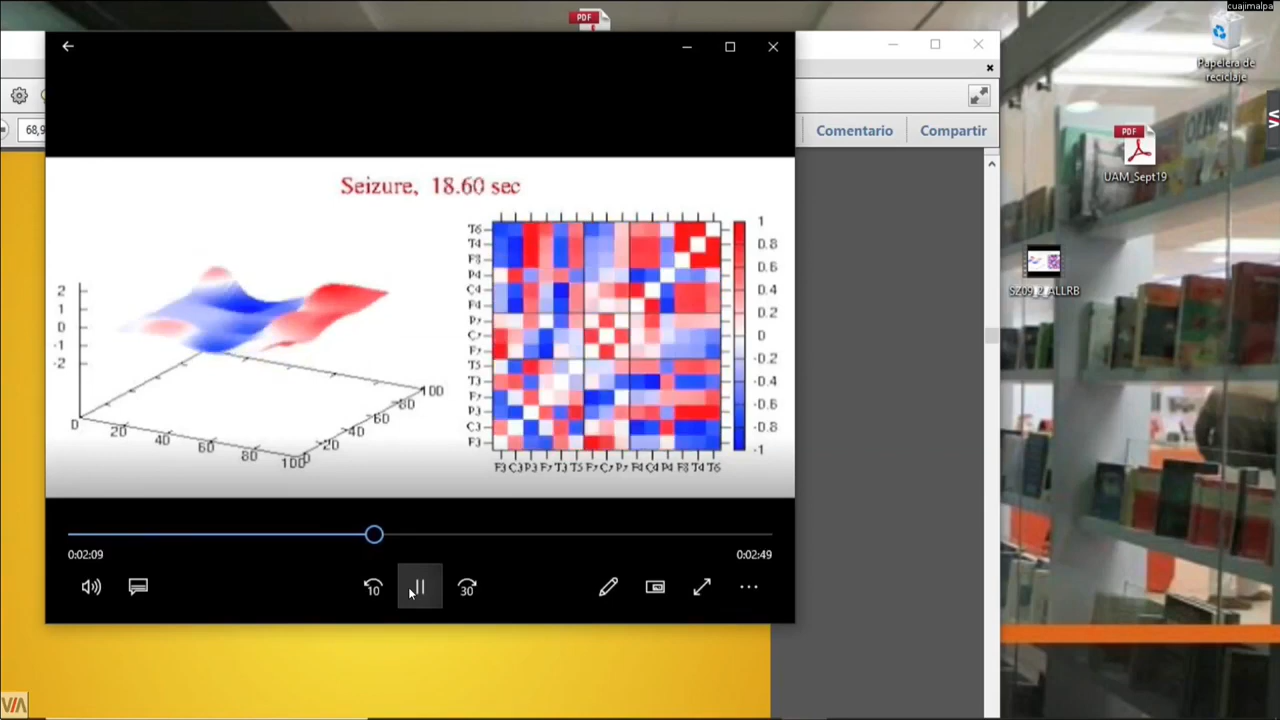 cuajimalpa
PDF
Papelera de
reciclaje
PDF
UAM_Sept19
Comentario
Compartir
68,9
Seizure, 18.60 sec
2
1
0
-1
-2
0
20
40
60
80
100
0
20
40
60
80
100
T6
T4
F8
P4
C4
F4
Pz
Cz
Fz
T5
T3
F7
P3
C3
F3
F3 C3 P3 F7 T3 T5 Fz Cz Pz F4 C4 P4 F8 T4 T6
1
0.8
0.6
0.4
0.2
0
-0.2
-0.4
-0.6
-0.8
-1
0:02:09
0:02:49
10
30
VIA